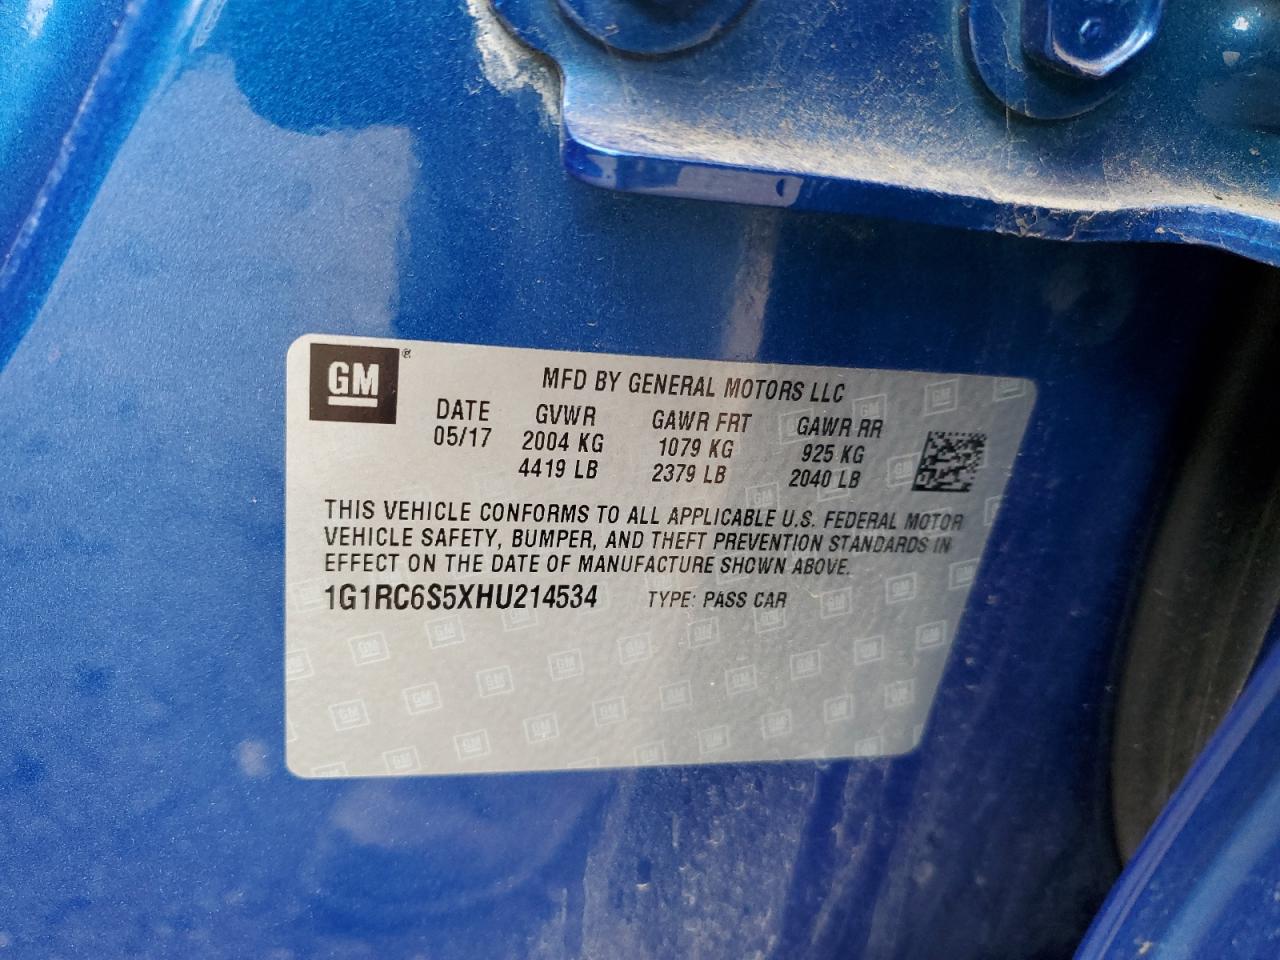 GM ®
MFD BY GENERAL MOTORS LLC
DATE GVWR GAWR FRT GAWR RR
05/17 2004 KG 1079 KG 925 KG
4419 LB 2379 LB 2040 LB
THIS VEHICLE CONFORMS TO ALL APPLICABLE U.S. FEDERAL MOTOR
VEHICLE SAFETY, BUMPER, AND THEFT PREVENTION STANDARDS IN
EFFECT ON THE DATE OF MANUFACTURE SHOWN ABOVE.
1G1RC6S5XHU214534 TYPE: PASS CAR